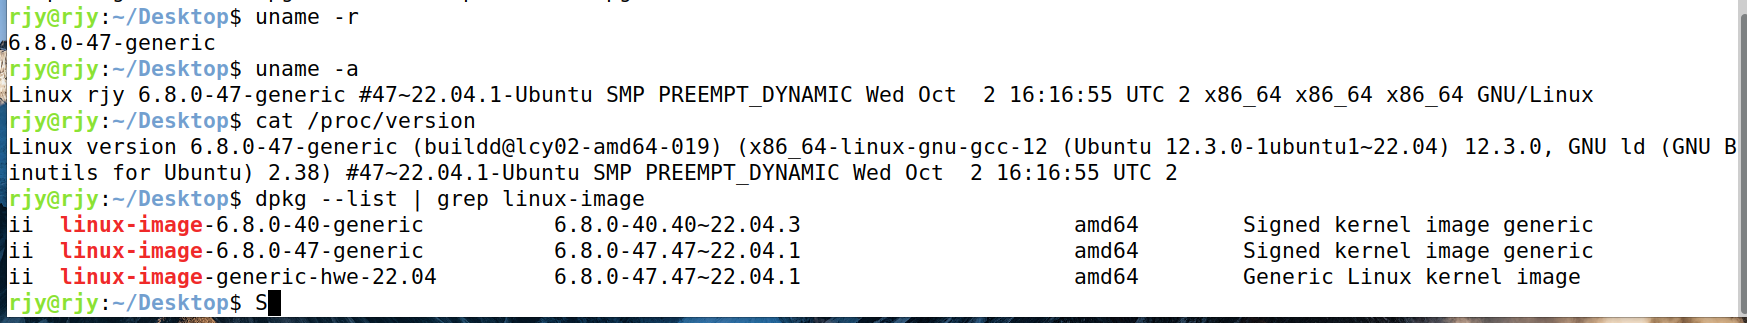 rjy@rjy:~/Desktop$ uname -r
6.8.0-47-generic
rjy@rjy:~/Desktop$ uname -a
Linux rjy 6.8.0-47-generic #47~22.04.1-Ubuntu SMP PREEMPT_DYNAMIC Wed Oct  2 16:16:55 UTC 2 x86_64 x86_64 x86_64 GNU/Linux
rjy@rjy:~/Desktop$ cat /proc/version
Linux version 6.8.0-47-generic (buildd@lcy02-amd64-019) (x86_64-linux-gnu-gcc-12 (Ubuntu 12.3.0-1ubuntu1~22.04) 12.3.0, GNU ld (GNU B
inutils for Ubuntu) 2.38) #47~22.04.1-Ubuntu SMP PREEMPT_DYNAMIC Wed Oct  2 16:16:55 UTC 2
rjy@rjy:~/Desktop$ dpkg --list | grep linux-image
ii  linux-image-6.8.0-40-generic          6.8.0-40.40~22.04.3                     amd64        Signed kernel image generic
ii  linux-image-6.8.0-47-generic          6.8.0-47.47~22.04.1                     amd64        Signed kernel image generic
ii  linux-image-generic-hwe-22.04         6.8.0-47.47~22.04.1                     amd64        Generic Linux kernel image
rjy@rjy:~/Desktop$ S